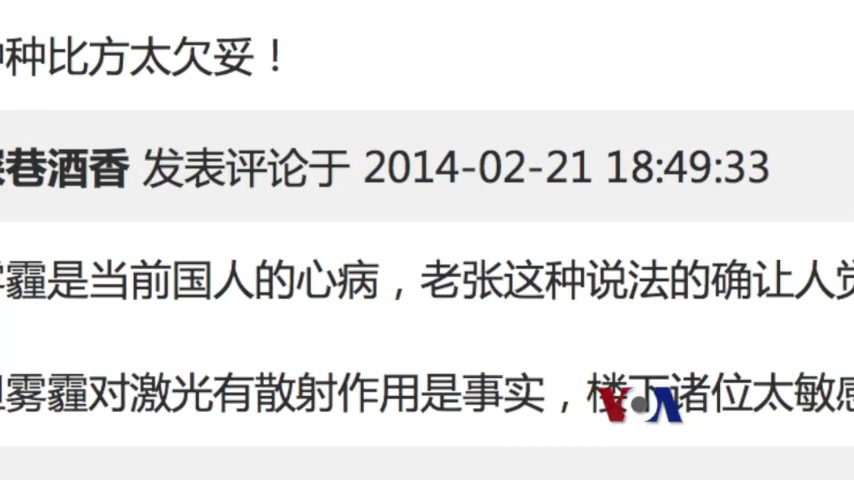 种比方太欠妥！
巷酒香 发表评论于 2014-02-21 18:49:33
霾是当前国人的心病，老张这种说法的确让人
雾霾对激光有散射作用是事实，楼下诸位太敏感
VOA